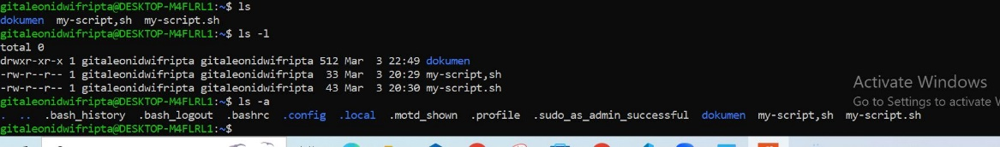 gitaleonidwifripta@DESKTOP-M4FLRL1:~$ ls
dokumen  my-script,sh  my-script.sh
gitaleonidwifripta@DESKTOP-M4FLRL1:~$ ls -l
total 0
drwxr-xr-x 1 gitaleonidwifripta gitaleonidwifripta 512 Mar  3 22:49 dokumen
-rw-r--r-- 1 gitaleonidwifripta gitaleonidwifripta  33 Mar  3 20:29 my-script,sh
-rw-r--r-- 1 gitaleonidwifripta gitaleonidwifripta  43 Mar  3 20:30 my-script.sh
gitaleonidwifripta@DESKTOP-M4FLRL1:~$ ls -a
.  ..  .bash_history  .bash_logout  .bashrc  .config  .local  .motd_shown  .profile  .sudo_as_admin_successful  dokumen  my-script,sh  my-script.sh
gitaleonidwifripta@DESKTOP-M4FLRL1:~$
Activate Windows
Go to Settings to activate W